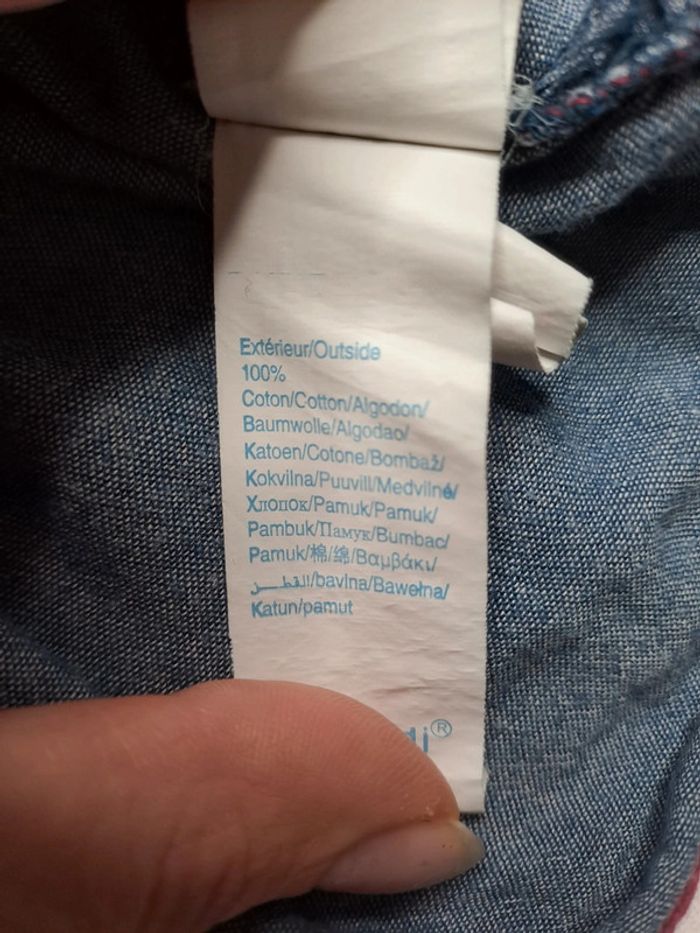 Extérieur/Outside
100%
Coton/Cotton/Algodon/
Baumwolle/Algodao/
Katoen/Cotone/Bombaž/
Kokvilna/Puuvill/Medvilnė/
Хлопок/Pamuk/Pamuk/
Pambuk/Памук/Bumbac/
Pamuk/棉/绵/Βαμβάκι/
القطـــــن/bavlna/Bawełna/
Katun/pamut